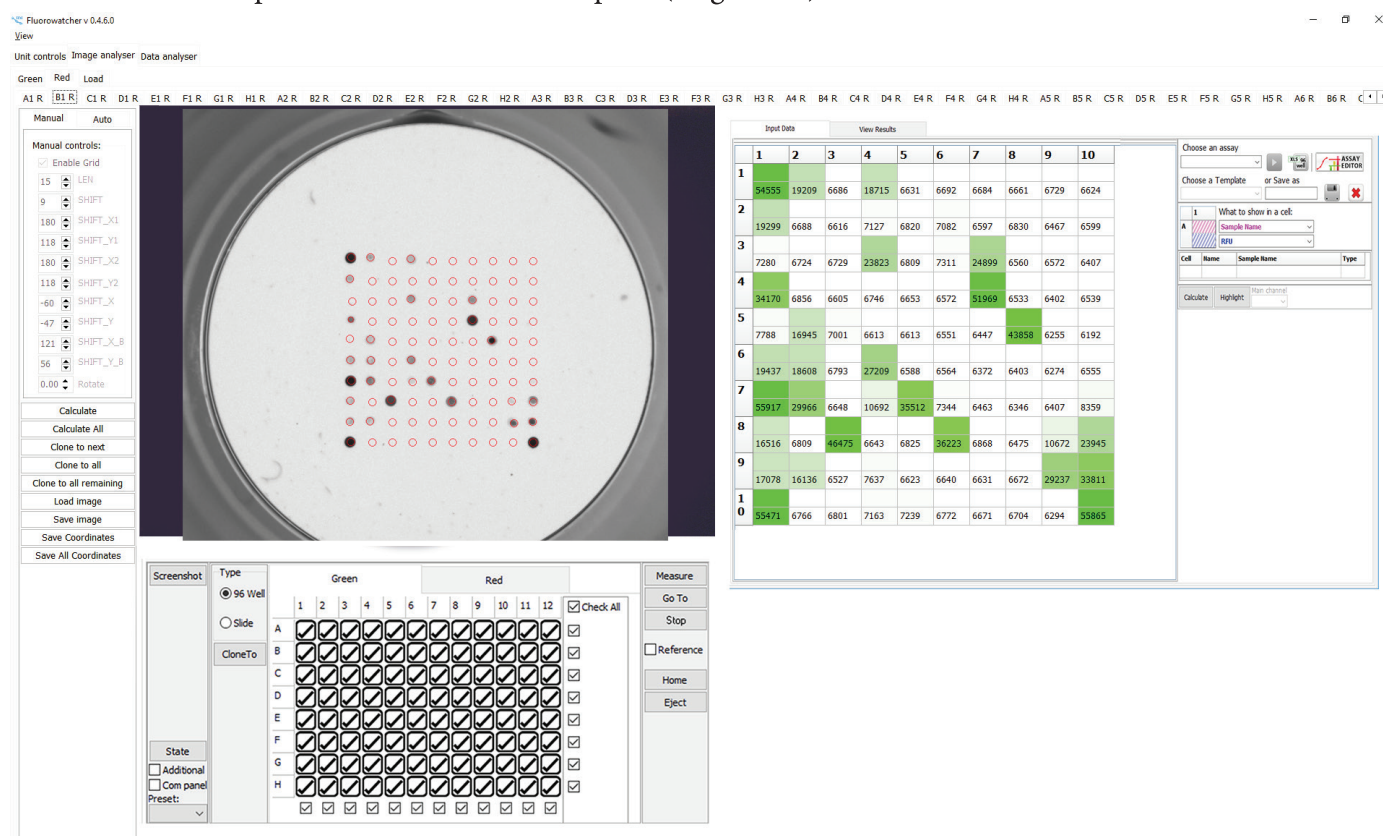 Fluorowatcher v 0.4.6.0
View
Unit controls Image analyser Data analyser
Green Red Load
A1 R B1 R C1 R D1 R E1 R F1 R G1 R H1 R A2 R B2 R C2 R D2 R E2 R F2 R G2 R H2 R A3 R B3 R C3 R D3 R E3 R F3 R G3 R H3 R A4 R B4 R C4 R D4 R E4 R F4 R G4 R H4 R A5 R B5 R C5 R D5 R E5 R F5 R G5 R H5 R A6 R B6 R
Manual Auto
Manual controls:
Enable Grid
15 LEN
9 SHIFT
180 SHIFT_X1
118 SHIFT_Y1
180 SHIFT_X2
118 SHIFT_Y2
-60 SHIFT_X
-47 SHIFT_Y
121 SHIFT_X_B
56 SHIFT_Y_B
0.00 Rotate
Calculate
Calculate All
Clone to next
Clone to all
Clone to all remaining
Load image
Save image
Save Coordinates
Save All Coordinates
Screenshot
State
Additional
Com panel
Preset:
Type
96 Well
Slide
CloneTo
Green Red
1 2 3 4 5 6 7 8 9 10 11 12 Check All
A
B
C
D
E
F
G
H
Measure
Go To
Stop
Reference
Home
Eject
Input Data View Results
1 2 3 4 5 6 7 8 9 10
1
54555 19209 6686 18715 6631 6692 6684 6661 6729 6624
2
19299 6688 6616 7127 6820 7082 6597 6830 6467 6599
3
7280 6724 6729 23823 6809 7311 24899 6560 6572 6407
4
34170 6856 6605 6746 6653 6572 51969 6533 6402 6539
5
7788 16945 7001 6613 6613 6551 6447 43858 6255 6192
6
19437 18608 6793 27209 6588 6564 6372 6403 6274 6555
7
55917 29966 6648 10692 35512 7344 6463 6346 6407 8359
8
16516 6809 46475 6643 6825 36223 6868 6475 10672 23945
9
17078 16136 6527 7637 6623 6640 6631 6672 29237 33811
1
0
55471 6766 6801 7163 7239 6772 6671 6704 6294 55865
Choose an assay
XLS 96
well
ASSAY
EDITOR
Choose a Template or Save as
1 What to show in a cell:
A Sample Name
RFU
Cell Name Sample Name Type
Calculate Highlight Main channel